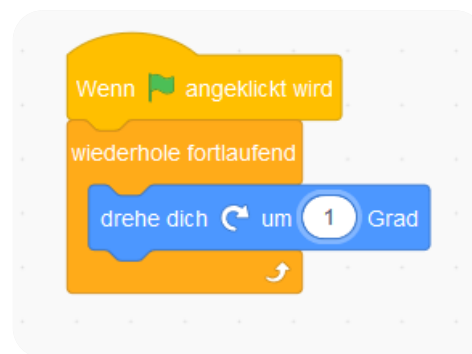 Wenn angeklickt wird
wiederhole fortlaufend
drehe dich um 1 Grad